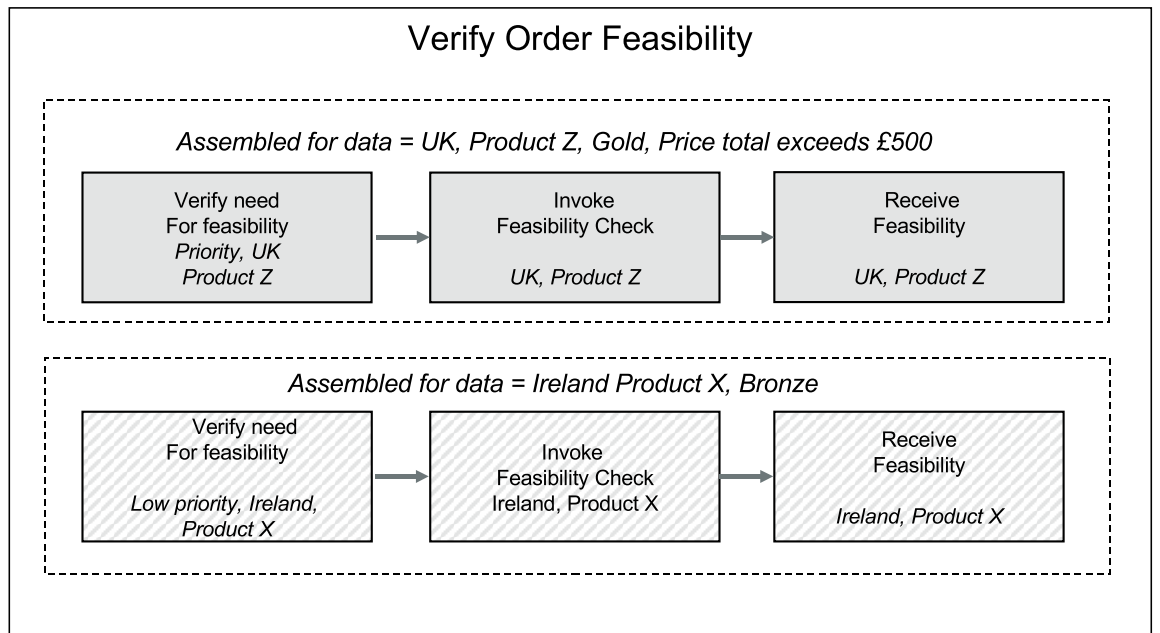 Verify Order Feasibility
Assembled for data = UK, Product Z, Gold, Price total exceeds £500
Verify need
For feasibility
Priority, UK
Product Z
Invoke
Feasibility Check
UK, Product Z
Receive
Feasibility
UK, Product Z
Assembled for data = Ireland Product X, Bronze
Verify need
For feasibility
Low priority, Ireland,
Product X
Invoke
Feasibility Check
Ireland, Product X
Receive
Feasibility
Ireland, Product X